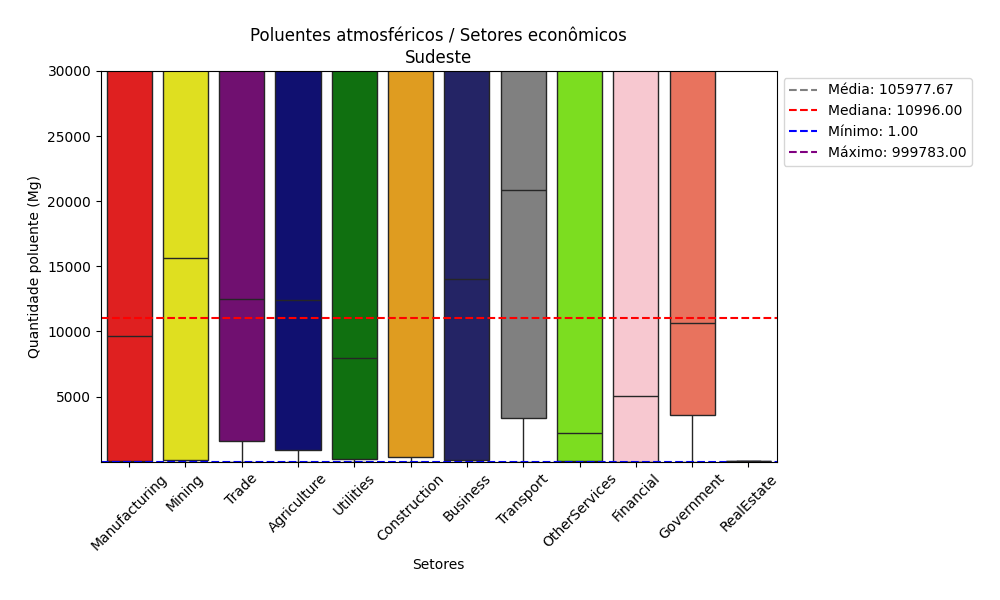 Poluentes atmosféricos / Setores econômicos
Sudeste
30000
25000
20000
15000
10000
5000
Quantidade poluente (Mg)
Média: 105977.67
Mediana: 10996.00
Mínimo: 1.00
Máximo: 999783.00
Manufacturing
Mining
Trade
Agriculture
Utilities
Construction
Business
Transport
OtherServices
Financial
Government
RealEstate
Setores